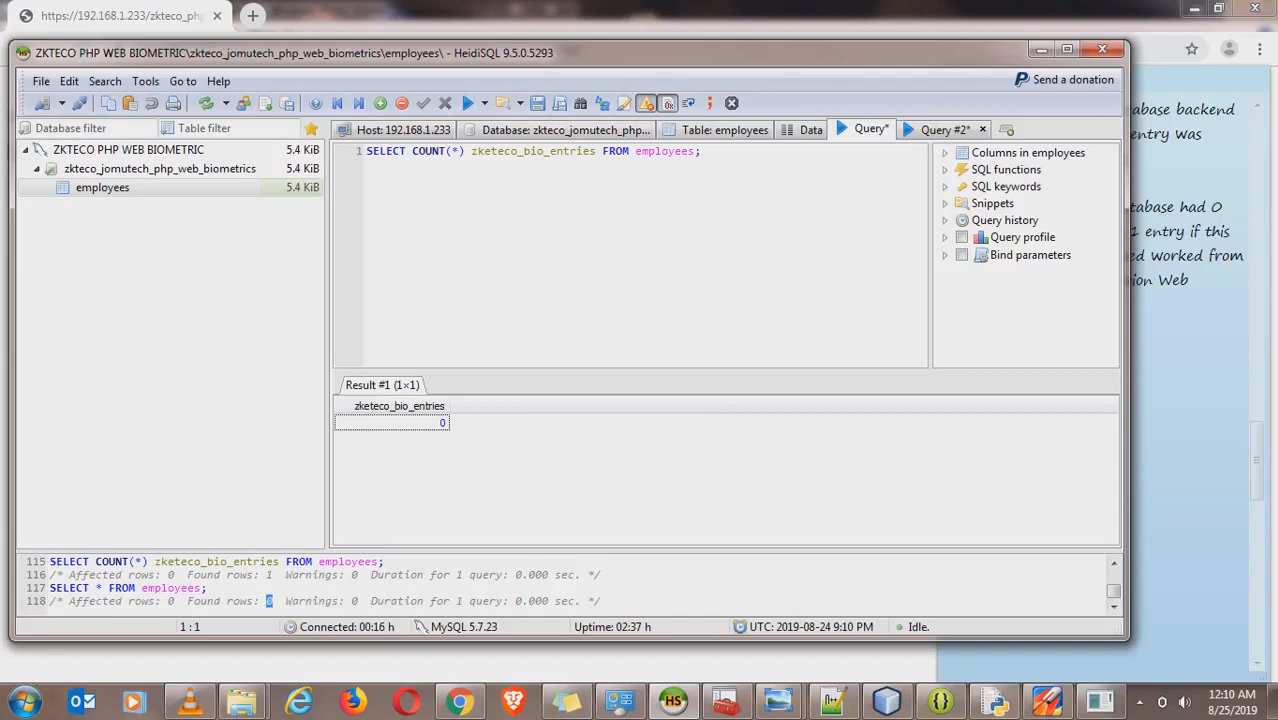 https://192.168.1.233/zkteco_ph
ZKTECO PHP WEB BIOMETRIC\zkteco_jomutech_php_web_biometrics\employees\ - HeidiSQL 9.5.0.5293
File Edit Search Tools Go to Help
Send a donation
Database filter Table filter
Host: 192.168.1.233 Database: zkteco_jomutech_php... Table: employees Data Query* Query #2*
ZKTECO PHP WEB BIOMETRIC 5.4 KiB
zkteco_jomutech_php_web_biometrics 5.4 KiB
employees 5.4 KiB
1 SELECT COUNT(*) zketeco_bio_entries FROM employees;
Columns in employees
SQL functions
SQL keywords
Snippets
Query history
Query profile
Bind parameters
tabase backend
entry was
tabase had 0
1 entry if this
ed worked from
ion Web
Result #1 (1×1)
zketeco_bio_entries
0
115 SELECT COUNT(*) zketeco_bio_entries FROM employees;
116 /* Affected rows: 0 Found rows: 1 Warnings: 0 Duration for 1 query: 0.000 sec. */
117 SELECT * FROM employees;
118 /* Affected rows: 0 Found rows: 0 Warnings: 0 Duration for 1 query: 0.000 sec. */
1 : 1 Connected: 00:16 h MySQL 5.7.23 Uptime: 02:37 h UTC: 2019-08-24 9:10 PM Idle.
12:10 AM
8/25/2019